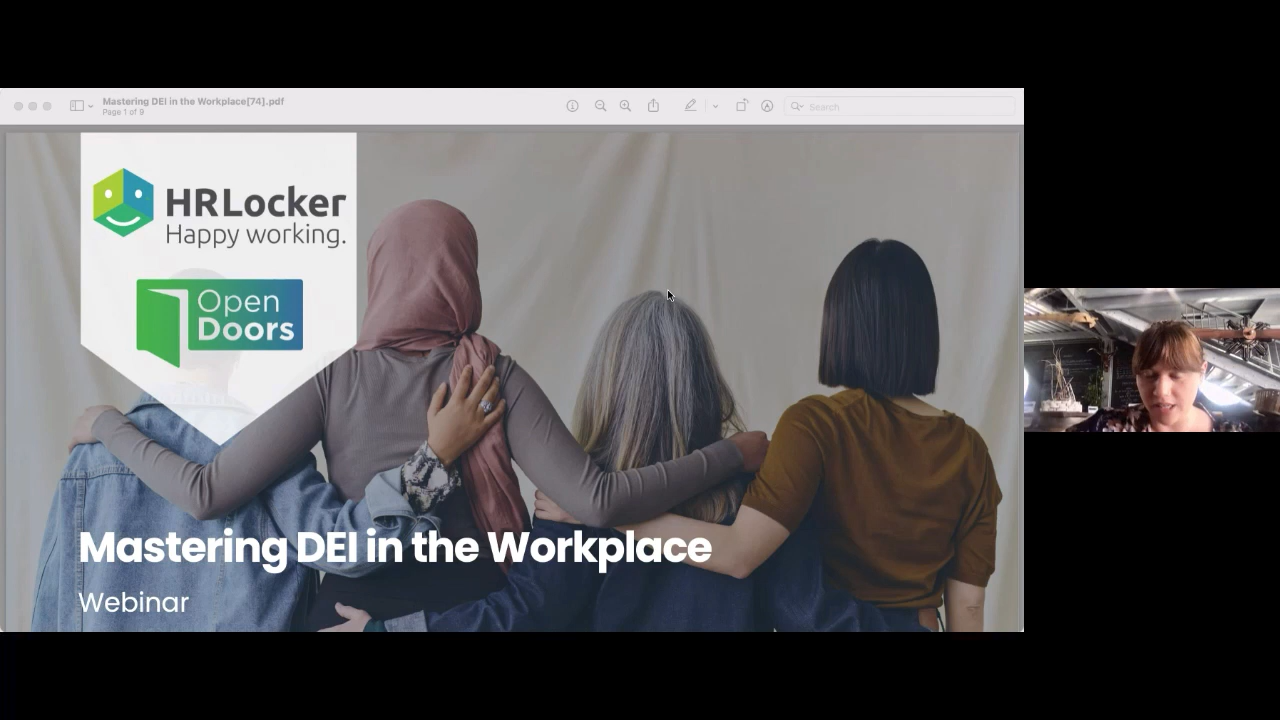 Mastering DEI in the Workplace[74].pdf
Page 1 of 9
Search
HRLocker
Happy working.
Open
Doors
Mastering DEI in the Workplace
Webinar